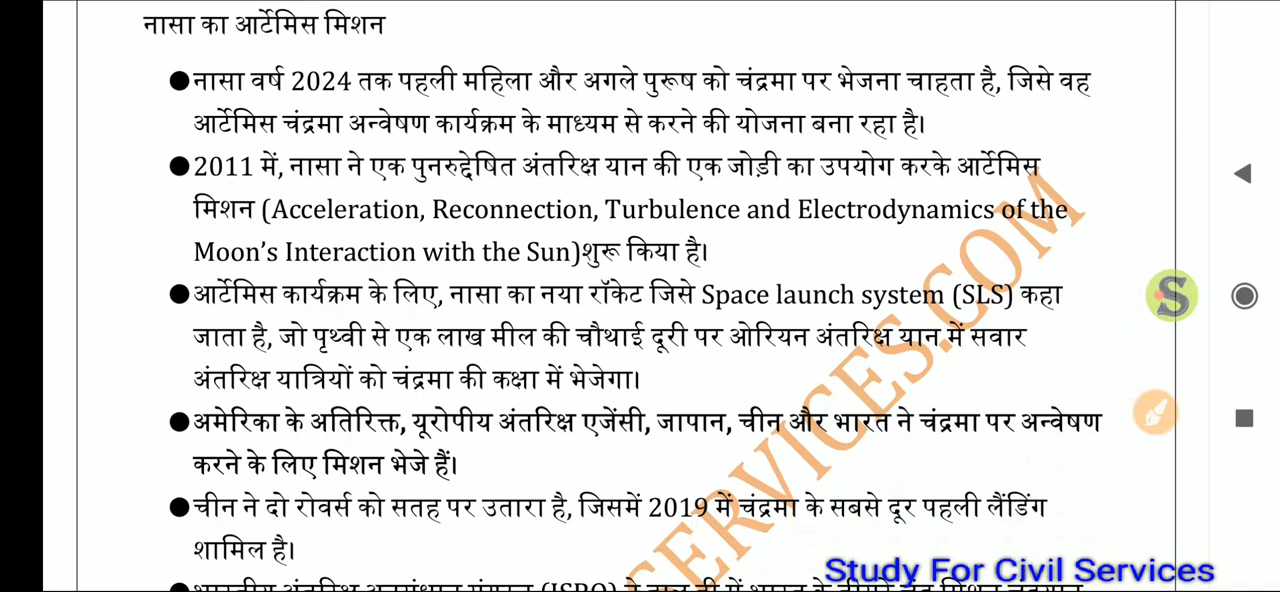 नासा का आर्टेमिस मिशन
●नासा वर्ष 2024 तक पहली महिला और अगले पुरूष को चंद्रमा पर भेजना चाहता है, जिसे वह
आर्टेमिस चंद्रमा अन्वेषण कार्यक्रम के माध्यम से करने की योजना बना रहा है।
●2011 में, नासा ने एक पुनरुद्देषित अंतरिक्ष यान की एक जोड़ी का उपयोग करके आर्टेमिस
मिशन (Acceleration, Reconnection, Turbulence and Electrodynamics of the
Moon’s Interaction with the Sun)शुरू किया है।
●आर्टेमिस कार्यक्रम के लिए, नासा का नया रॉकेट जिसे Space launch system (SLS) कहा
जाता है, जो पृथ्वी से एक लाख मील की चौथाई दूरी पर ओरियन अंतरिक्ष यान में सवार
अंतरिक्ष यात्रियों को चंद्रमा की कक्षा में भेजेगा।
●अमेरिका के अतिरिक्त, यूरोपीय अंतरिक्ष एजेंसी, जापान, चीन और भारत ने चंद्रमा पर अन्वेषण
करने के लिए मिशन भेजे हैं।
●चीन ने दो रोवर्स को सतह पर उतारा है, जिसमें 2019 में चंद्रमा के सबसे दूर पहली लैंडिंग
शामिल है।
SERVICES.COM
S
Study For Civil Services